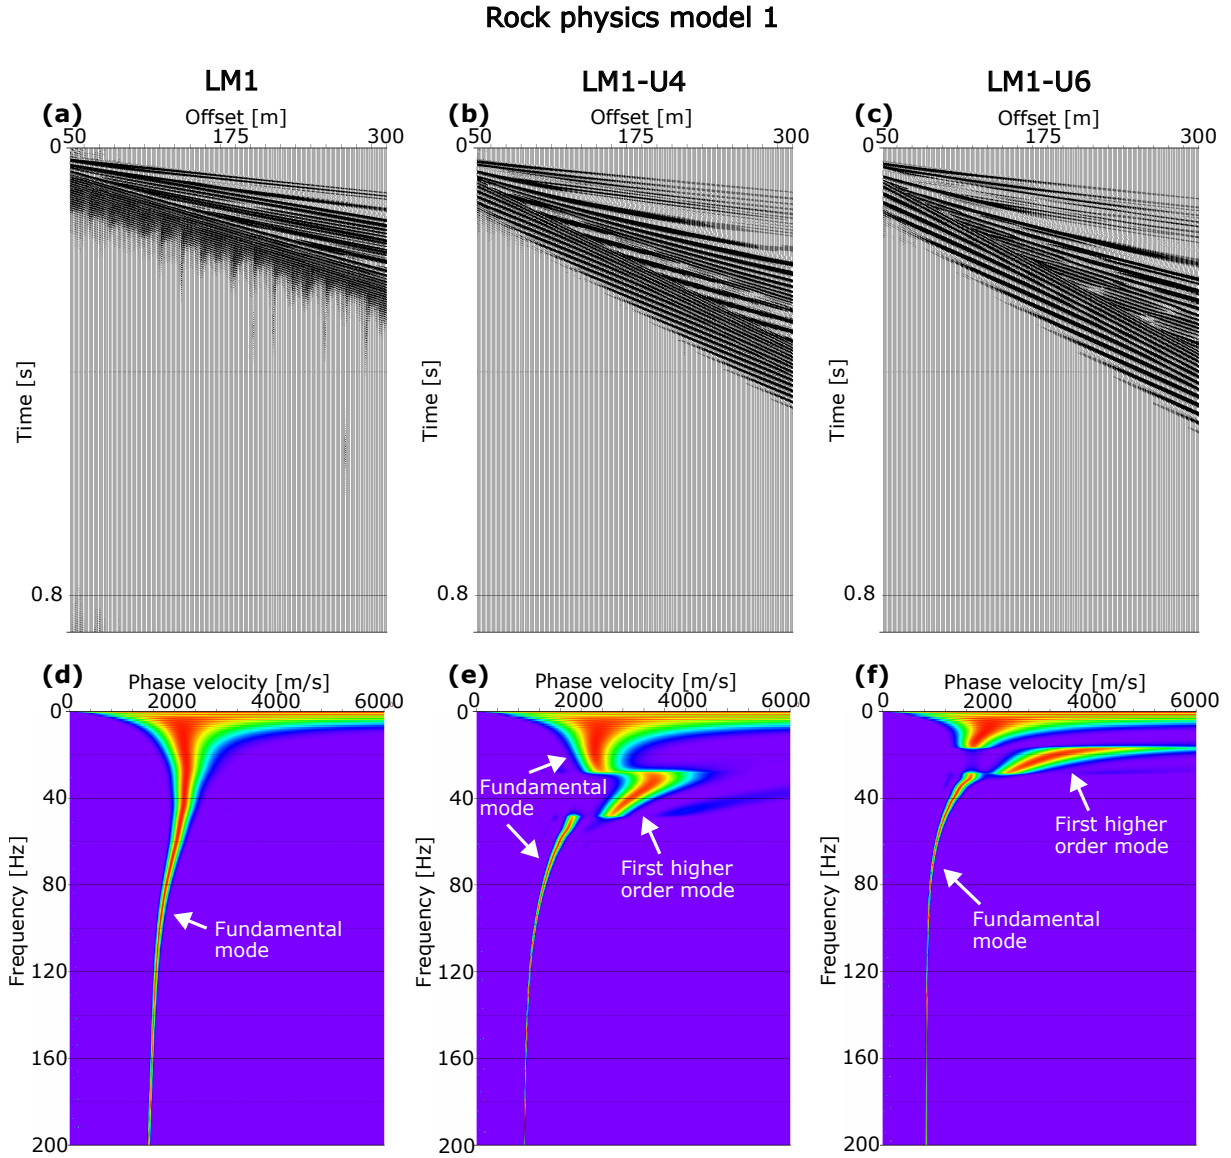 Rock physics model 1
LM1
LM1-U4
LM1-U6
(a)
Offset [m]
50
175
300
0
0.8
Time [s]
(b)
Offset [m]
50
175
300
0
0.8
Time [s]
(c)
Offset [m]
50
175
300
0
0.8
Time [s]
(d)
Phase velocity [m/s]
0
2000
4000
6000
0
40
80
120
160
200
Frequency [Hz]
Fundamental
mode
(e)
Phase velocity [m/s]
0
2000
4000
6000
0
40
80
120
160
200
Frequency [Hz]
Fundamental
mode
First higher
order mode
(f)
Phase velocity [m/s]
0
2000
4000
6000
0
40
80
120
160
200
Frequency [Hz]
First higher
order mode
Fundamental
mode